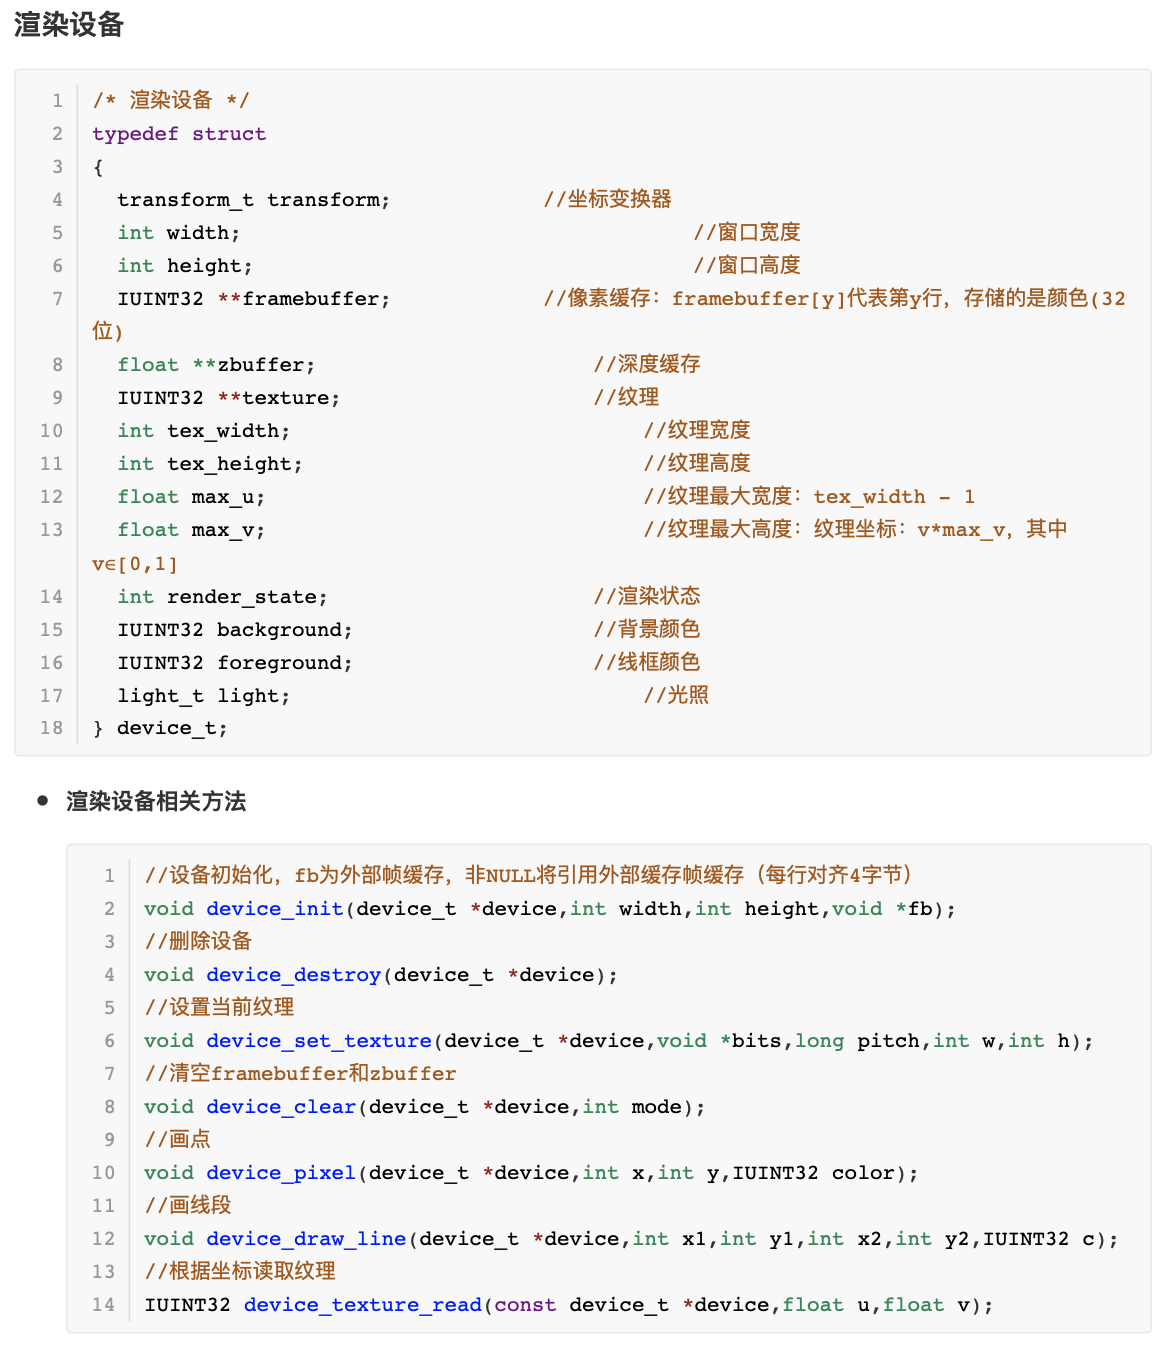 渲染设备
1 /* 渲染设备 */
2 typedef struct
3 {
4 transform_t transform; //坐标变换器
5 int width; //窗口宽度
6 int height; //窗口高度
7 IUINT32 **framebuffer; //像素缓存：framebuffer[y]代表第y行，存储的是颜色(32
位)
8 float **zbuffer; //深度缓存
9 IUINT32 **texture; //纹理
10 int tex_width; //纹理宽度
11 int tex_height; //纹理高度
12 float max_u; //纹理最大宽度：tex_width - 1
13 float max_v; //纹理最大高度：纹理坐标：v*max_v，其中
v∈[0,1]
14 int render_state; //渲染状态
15 IUINT32 background; //背景颜色
16 IUINT32 foreground; //线框颜色
17 light_t light; //光照
18 } device_t;
• 渲染设备相关方法
1 //设备初始化，fb为外部帧缓存，非NULL将引用外部缓存帧缓存（每行对齐4字节）
2 void device_init(device_t *device,int width,int height,void *fb);
3 //删除设备
4 void device_destroy(device_t *device);
5 //设置当前纹理
6 void device_set_texture(device_t *device,void *bits,long pitch,int w,int h);
7 //清空framebuffer和zbuffer
8 void device_clear(device_t *device,int mode);
9 //画点
10 void device_pixel(device_t *device,int x,int y,IUINT32 color);
11 //画线段
12 void device_draw_line(device_t *device,int x1,int y1,int x2,int y2,IUINT32 c);
13 //根据坐标读取纹理
14 IUINT32 device_texture_read(const device_t *device,float u,float v);